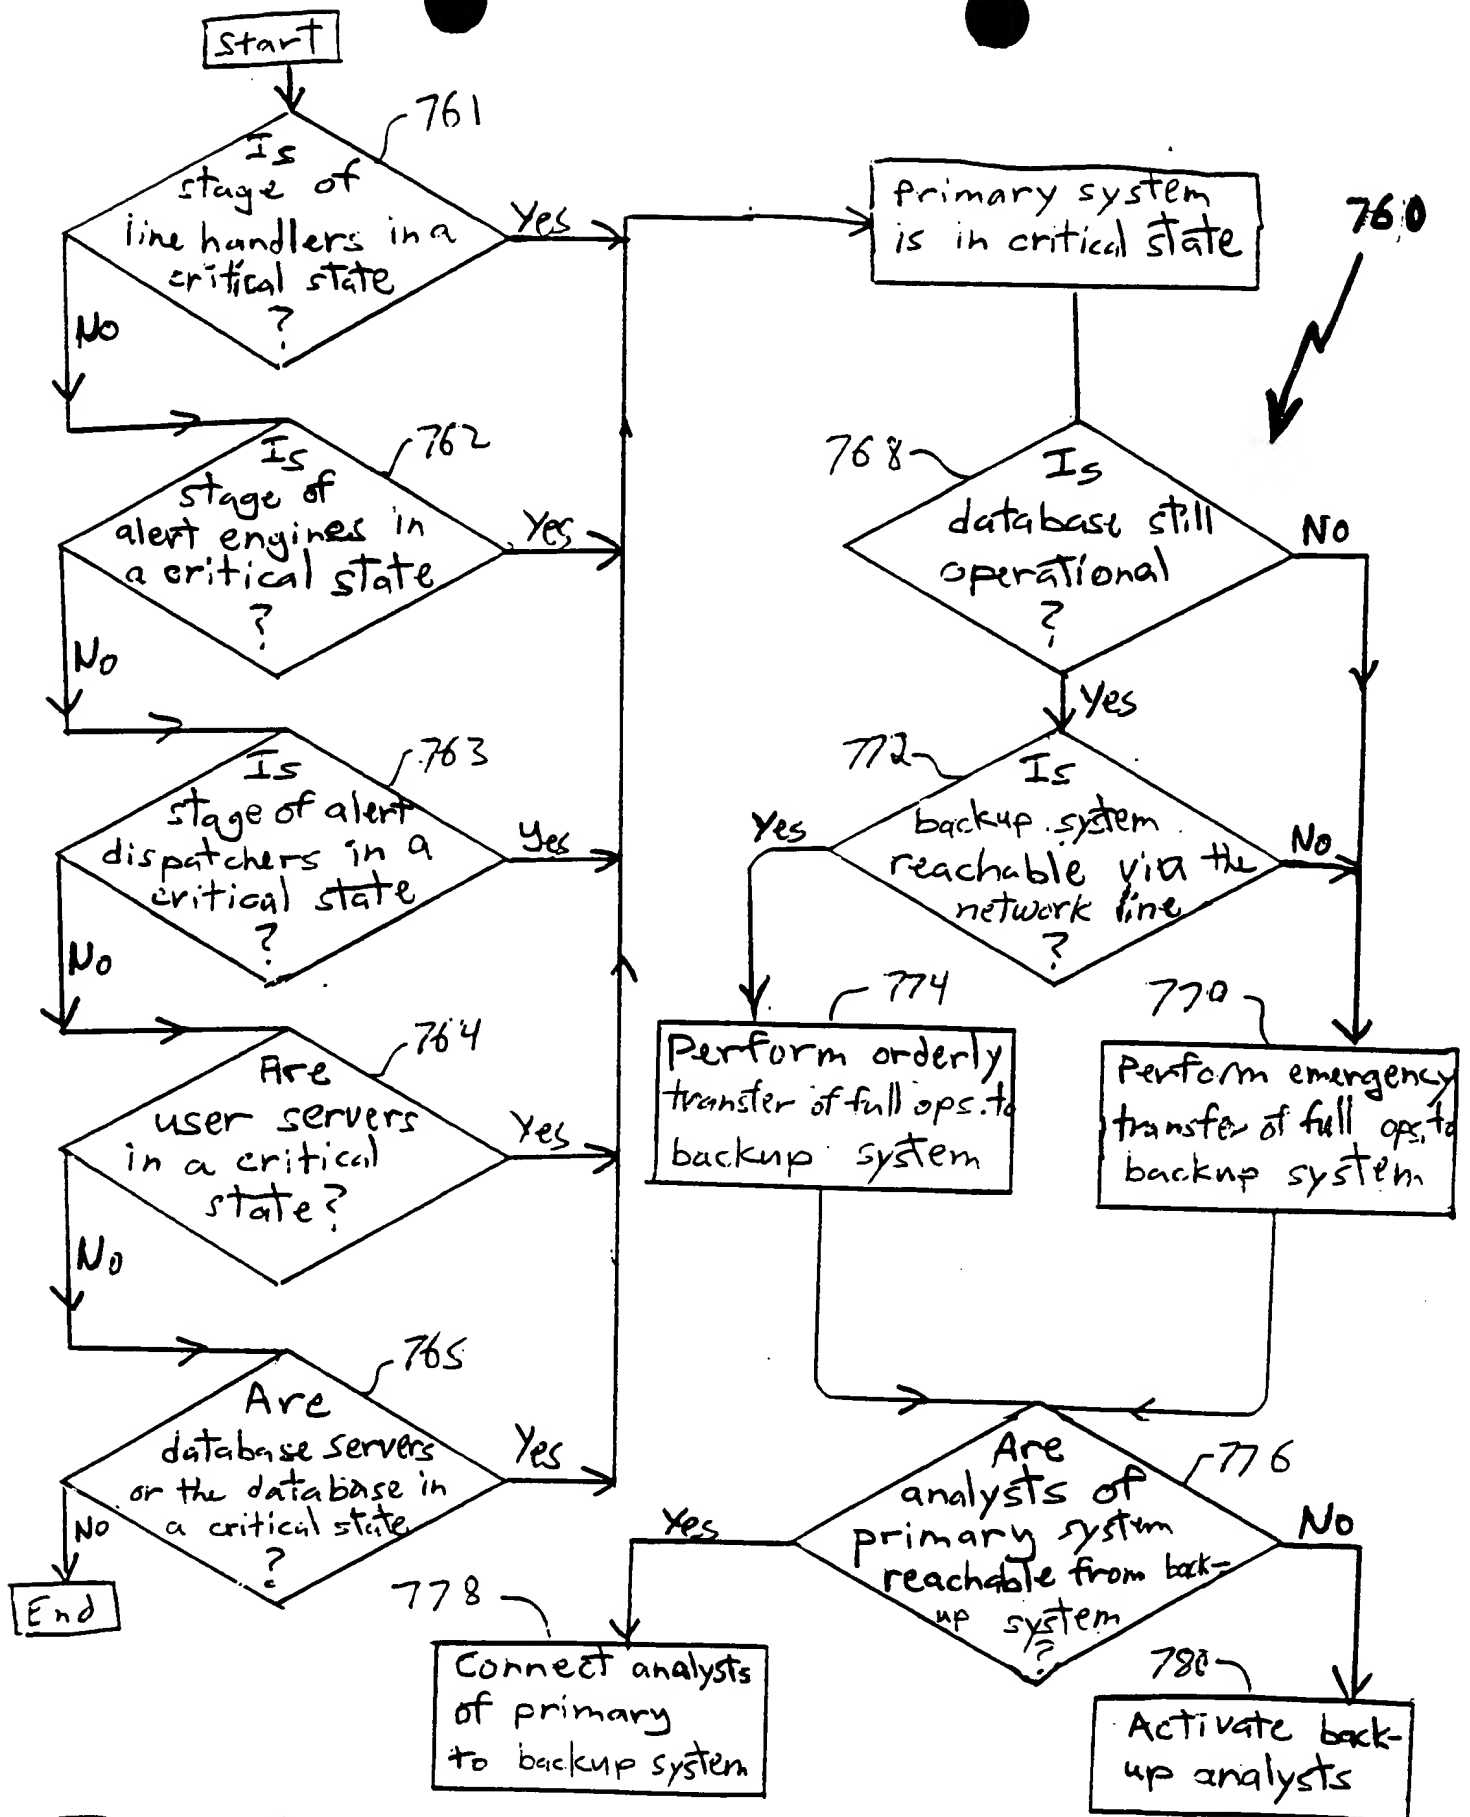 Start
761
Is
stage of
line handlers in a
critical state
?
Yes
No
762
Is
stage of
alert engines in
a critical state
?
Yes
No
763
Is
stage of alert
dispatchers in a
critical state
?
Yes
No
764
Are
user servers
in a critical
state?
Yes
No
765
Are
database servers
or the database in
a critical state
?
Yes
No
End
primary system
is in critical state
760
768
Is
database still
operational
?
No
Yes
772
Is
backup system
reachable via the
network line
?
Yes
No
774
Perform orderly
transfer of full ops. to
backup system
770
Perform emergency
transfer of full ops. to
backup system
776
Are
analysts of
primary system
reachable from back-
up system
?
Yes
No
778
Connect analysts
of primary
to backup system
780
Activate back-
up analysts